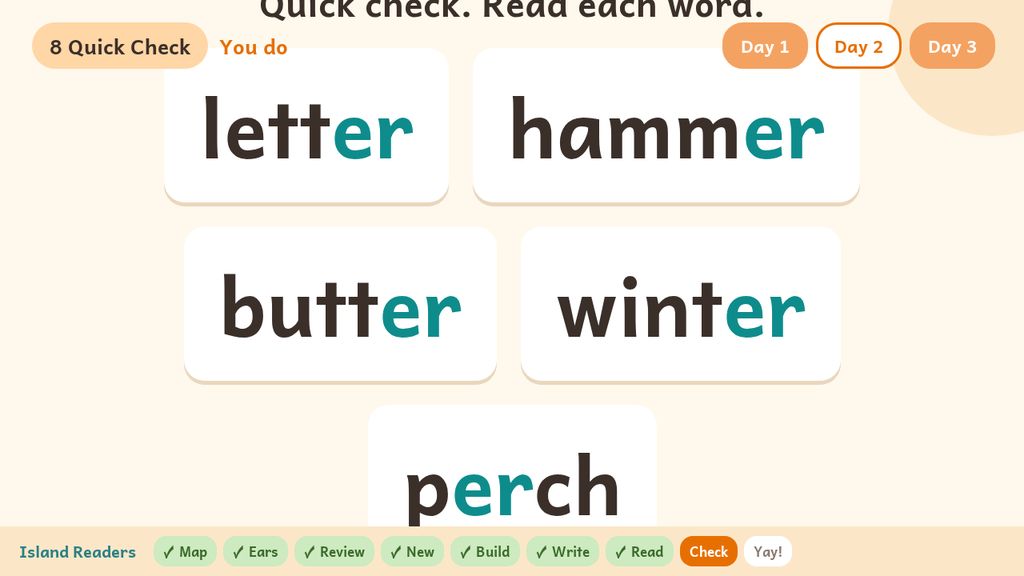 Quick check. Read each word.
8 Quick Check You do Day 1 Day 2 Day 3
letter hammer
butter winter
perch
Island Readers ✓ Map ✓ Ears ✓ Review ✓ New ✓ Build ✓ Write ✓ Read Check Yay!